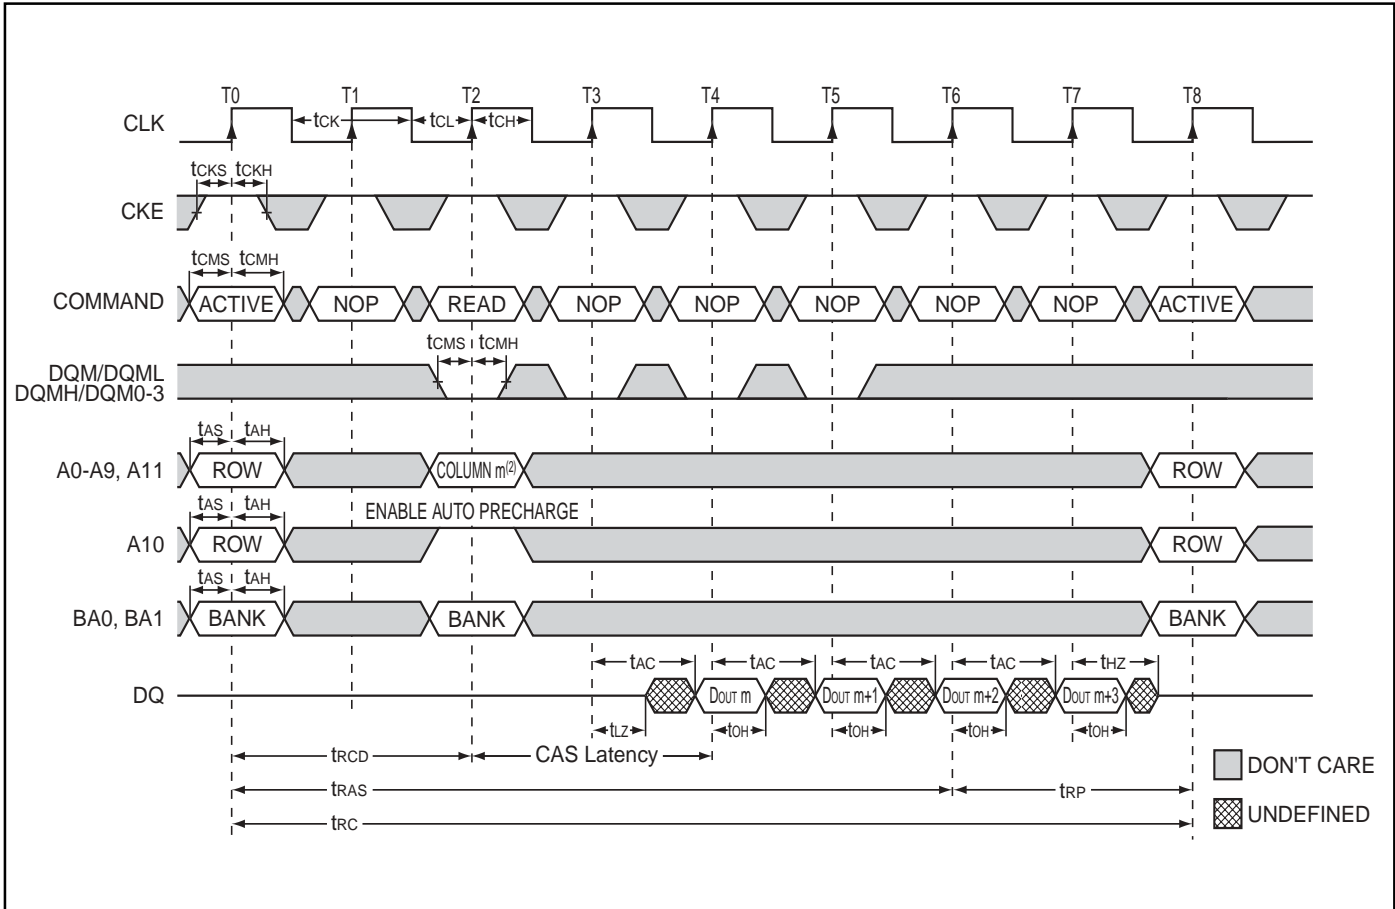 T0 T1 T2 T3 T4 T5 T6 T7 T8
CLK tCK tCL tCH
tCKS tCKH
CKE
tCMS tCMH
COMMAND ACTIVE NOP READ NOP NOP NOP NOP NOP ACTIVE
tCMS tCMH
DQM/DQML
DQMH/DQM0-3
tAS tAH
A0-A9, A11 ROW COLUMN m(2) ROW
tAS tAH ENABLE AUTO PRECHARGE
A10 ROW ROW
tAS tAH
BA0, BA1 BANK BANK BANK
tAC tAC tAC tAC tHZ
DQ DOUT m DOUT m+1 DOUT m+2 DOUT m+3
tLZ tOH tOH tOH tOH
tRCD CAS Latency
DON'T CARE
tRAS tRP
UNDEFINED
tRC